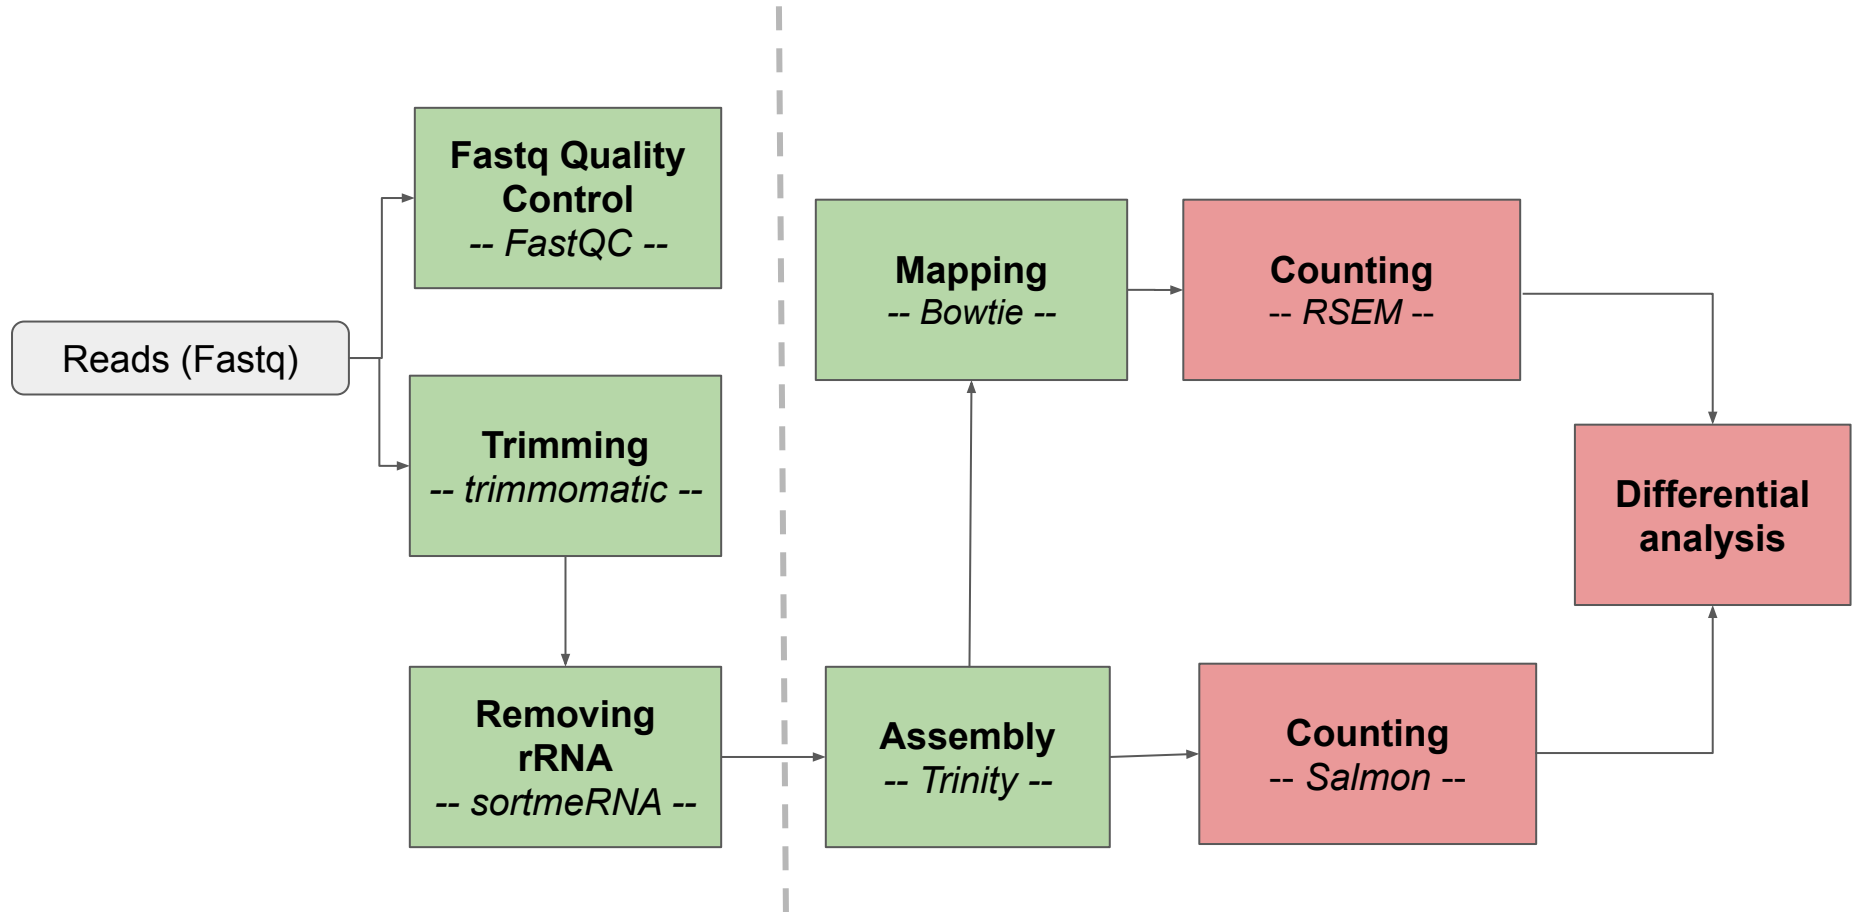 Fastq Quality
Control
-- FastQC --
Reads (Fastq)
Trimming
-- trimmomatic --
Removing
rRNA
-- sortmeRNA --
Mapping
-- Bowtie --
Counting
-- RSEM --
Assembly
-- Trinity --
Counting
-- Salmon --
Differential
analysis